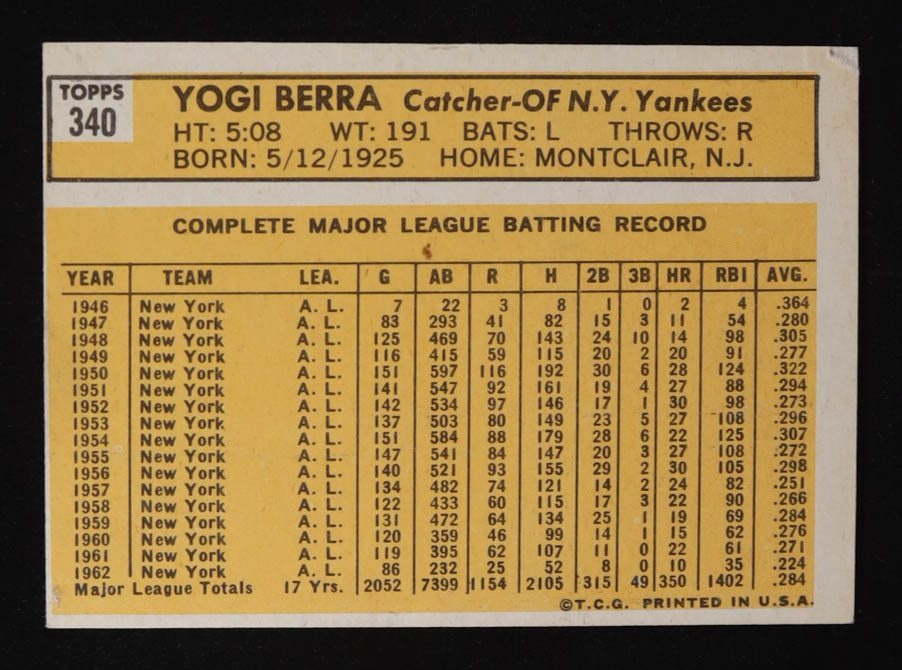 TOPPS
340
YOGI BERRA Catcher-OF N.Y. Yankees
HT: 5:08 WT: 191 BATS: L THROWS: R
BORN: 5/12/1925 HOME: MONTCLAIR, N.J.
COMPLETE MAJOR LEAGUE BATTING RECORD
YEAR TEAM LEA. G AB R H 2B 3B HR RBI AVG.
1946 New York A. L. 7 22 3 8 1 0 2 4 .364
1947 New York A. L. 83 293 41 82 15 3 11 54 .280
1948 New York A. L. 125 469 70 143 24 10 14 98 .305
1949 New York A. L. 116 415 59 115 20 2 20 91 .277
1950 New York A. L. 151 597 116 192 30 6 28 124 .322
1951 New York A. L. 141 547 92 161 19 4 27 88 .294
1952 New York A. L. 142 534 97 146 17 1 30 98 .273
1953 New York A. L. 137 503 80 149 23 5 27 108 .296
1954 New York A. L. 151 584 88 179 28 6 22 125 .307
1955 New York A. L. 147 541 84 147 20 3 27 108 .272
1956 New York A. L. 140 521 93 155 29 2 30 105 .298
1957 New York A. L. 134 482 74 121 14 2 24 82 .251
1958 New York A. L. 122 433 60 115 17 3 22 90 .266
1959 New York A. L. 131 472 64 134 25 1 19 69 .284
1960 New York A. L. 120 359 46 99 14 1 15 62 .276
1961 New York A. L. 119 395 62 107 11 0 22 61 .271
1962 New York A. L. 86 232 25 52 8 0 10 35 .224
Major League Totals 17 Yrs. 2052 7399 1154 2105 315 49 350 1402 .284
©T.C.G. PRINTED IN U.S.A.